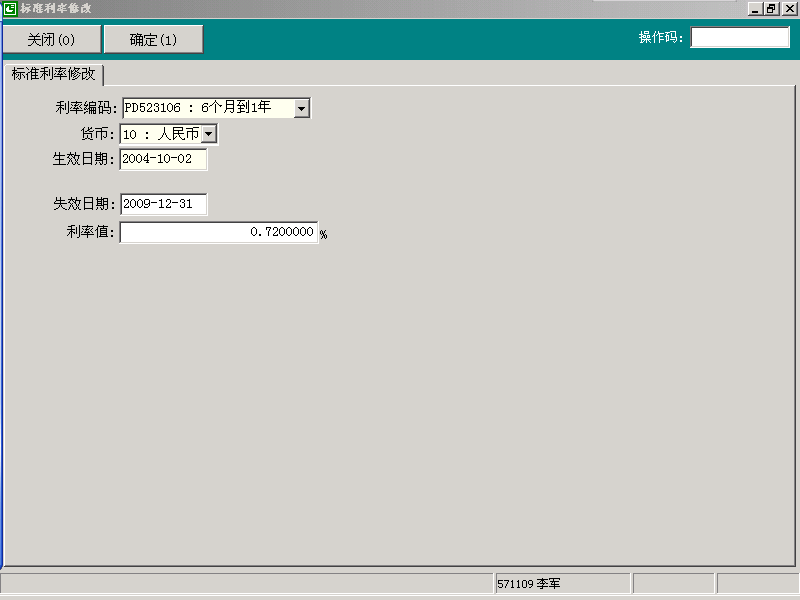 标准利率修改
关闭(0) 确定(1) 操作码:
标准利率修改
利率编码: PD523106 : 6个月到1年
货币: 10 : 人民币
生效日期: 2004-10-02
失效日期: 2009-12-31
利率值: 0.7200000 %
571109 李军